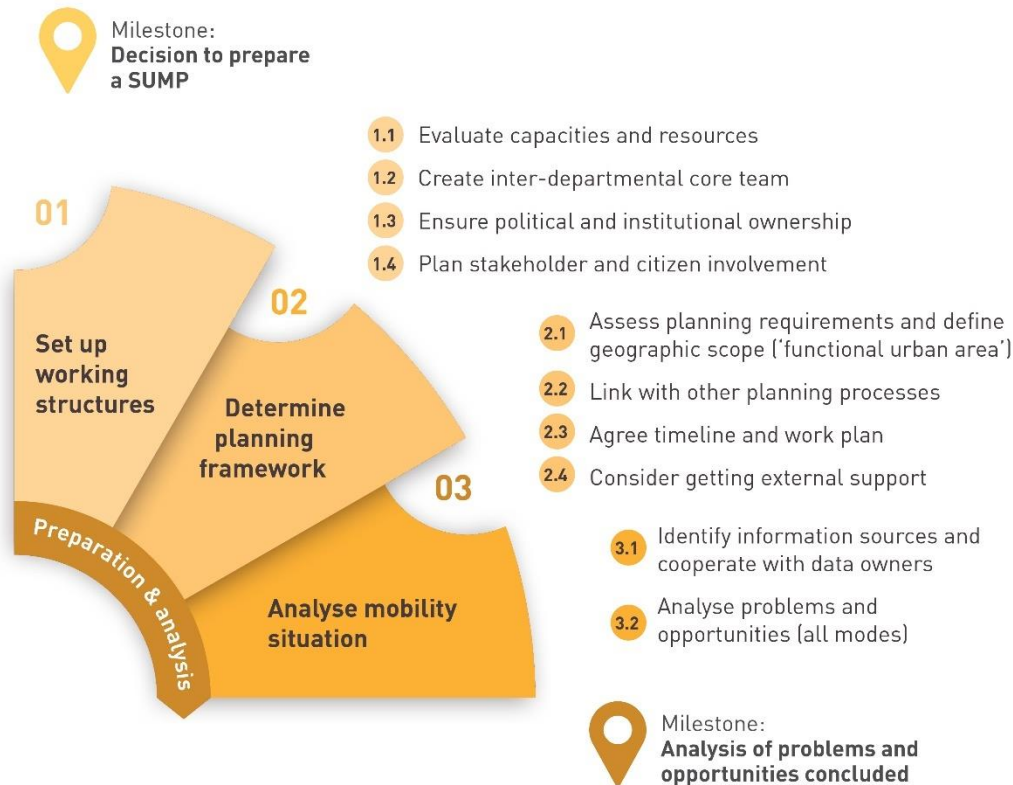 Milestone:
Decision to prepare
a SUMP
01
Set up
working
structures
1.1 Evaluate capacities and resources
1.2 Create inter-departmental core team
1.3 Ensure political and institutional ownership
1.4 Plan stakeholder and citizen involvement
02
Determine
planning
framework
2.1 Assess planning requirements and define
geographic scope (‘functional urban area’)
2.2 Link with other planning processes
2.3 Agree timeline and work plan
2.4 Consider getting external support
03
Analyse mobility
situation
3.1 Identify information sources and
cooperate with data owners
3.2 Analyse problems and
opportunities (all modes)
Preparation & analysis
Milestone:
Analysis of problems and
opportunities concluded